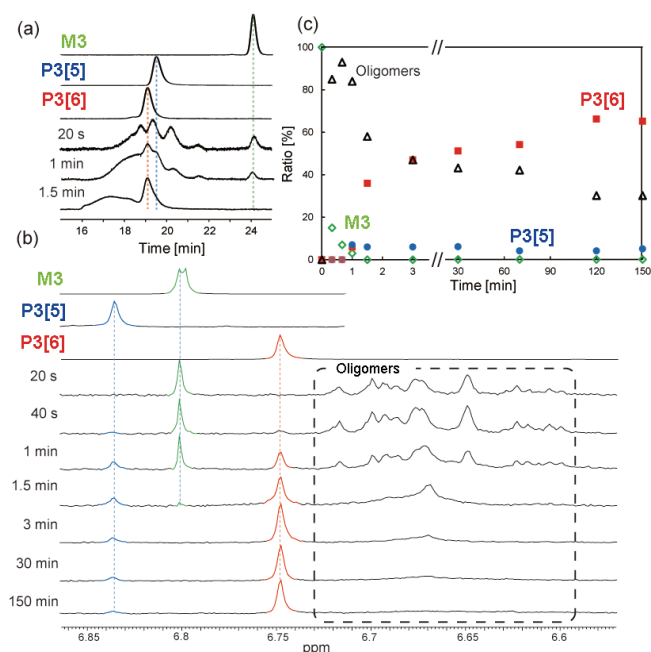 (a)
M3
P3[5]
P3[6]
20 s
1 min
1.5 min
16 18 20 22 24
Time [min]
(c)
100
80
60
40
20
0
Ratio [%]
Oligomers
P3[6]
M3
P3[5]
0 1 2 3 30 60 90 120 150
Time [min]
(b)
M3
P3[5]
P3[6]
Oligomers
20 s
40 s
1 min
1.5 min
3 min
30 min
150 min
6.85 6.8 6.75 6.7 6.65 6.6
ppm